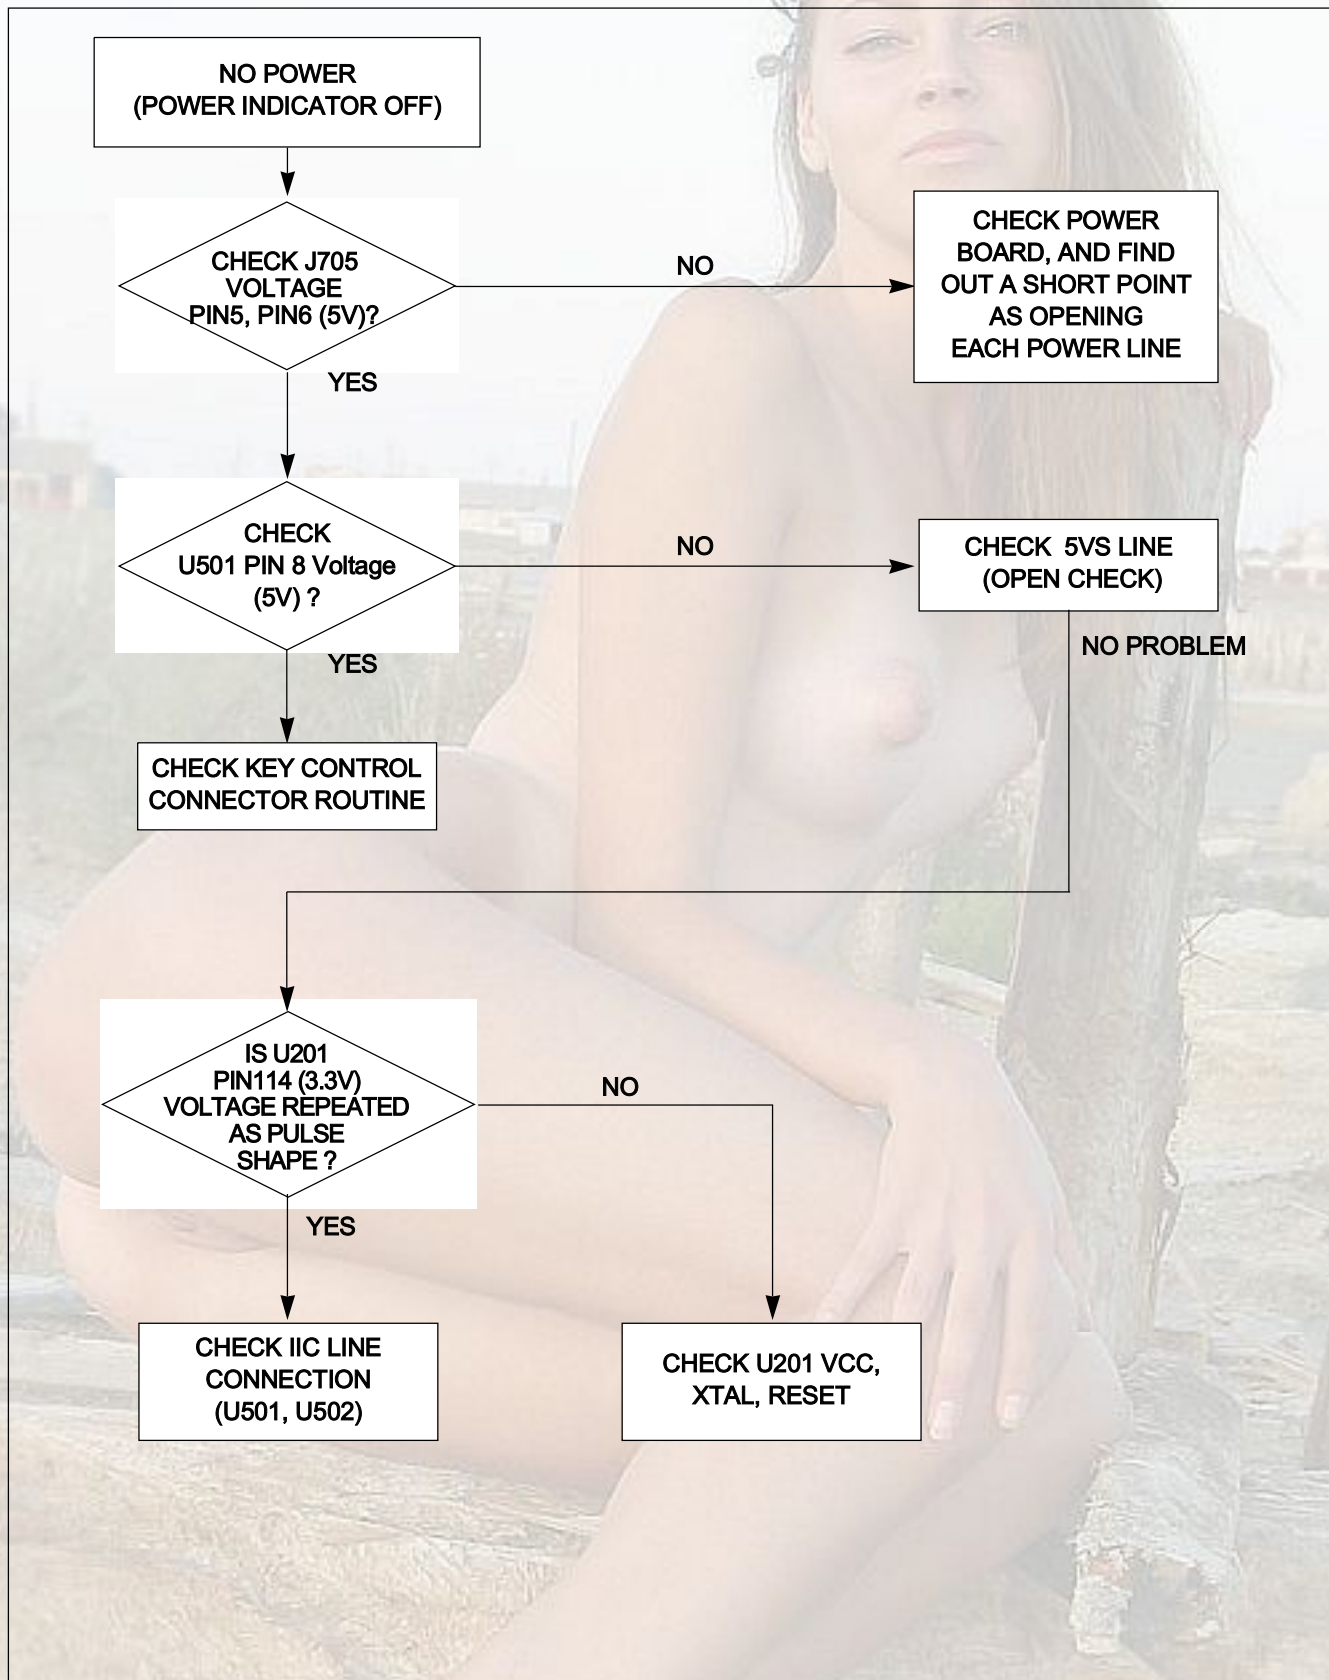 NO POWER
(POWER INDICATOR OFF)
CHECK J705
VOLTAGE
PIN5, PIN6 (5V)?
NO
CHECK POWER
BOARD, AND FIND
OUT A SHORT POINT
AS OPENING
EACH POWER LINE
YES
CHECK
U501 PIN 8 Voltage
(5V) ?
NO
CHECK 5VS LINE
(OPEN CHECK)
NO PROBLEM
YES
CHECK KEY CONTROL
CONNECTOR ROUTINE
IS U201
PIN114 (3.3V)
VOLTAGE REPEATED
AS PULSE
SHAPE ?
NO
YES
CHECK IIC LINE
CONNECTION
(U501, U502)
CHECK U201 VCC,
XTAL, RESET